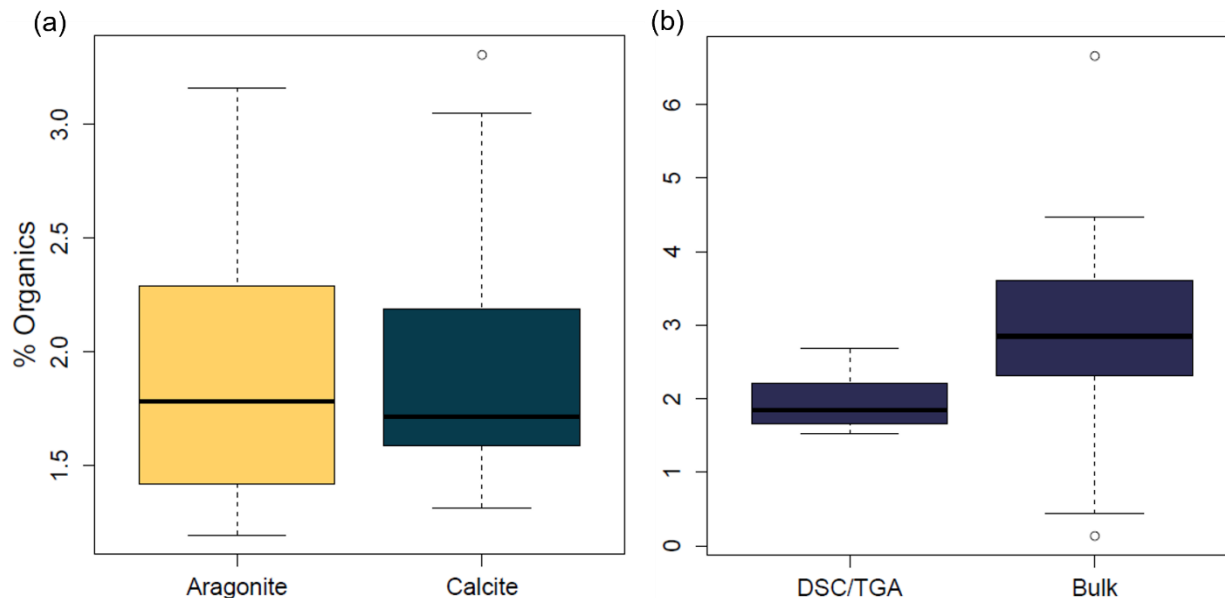 (a)
(b)
% Organics
3.0
2.5
2.0
1.5
Aragonite
Calcite
6
5
4
3
2
1
0
DSC/TGA
Bulk